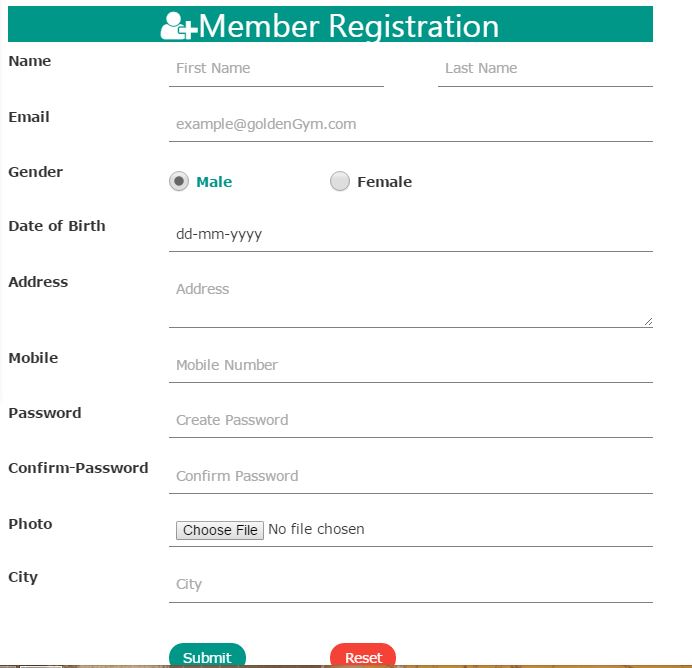 Member Registration
Name First Name Last Name
Email example@goldenGym.com
Gender Male Female
Date of Birth dd-mm-yyyy
Address Address
Mobile Mobile Number
Password Create Password
Confirm-Password Confirm Password
Photo Choose File No file chosen
City City
Submit Reset